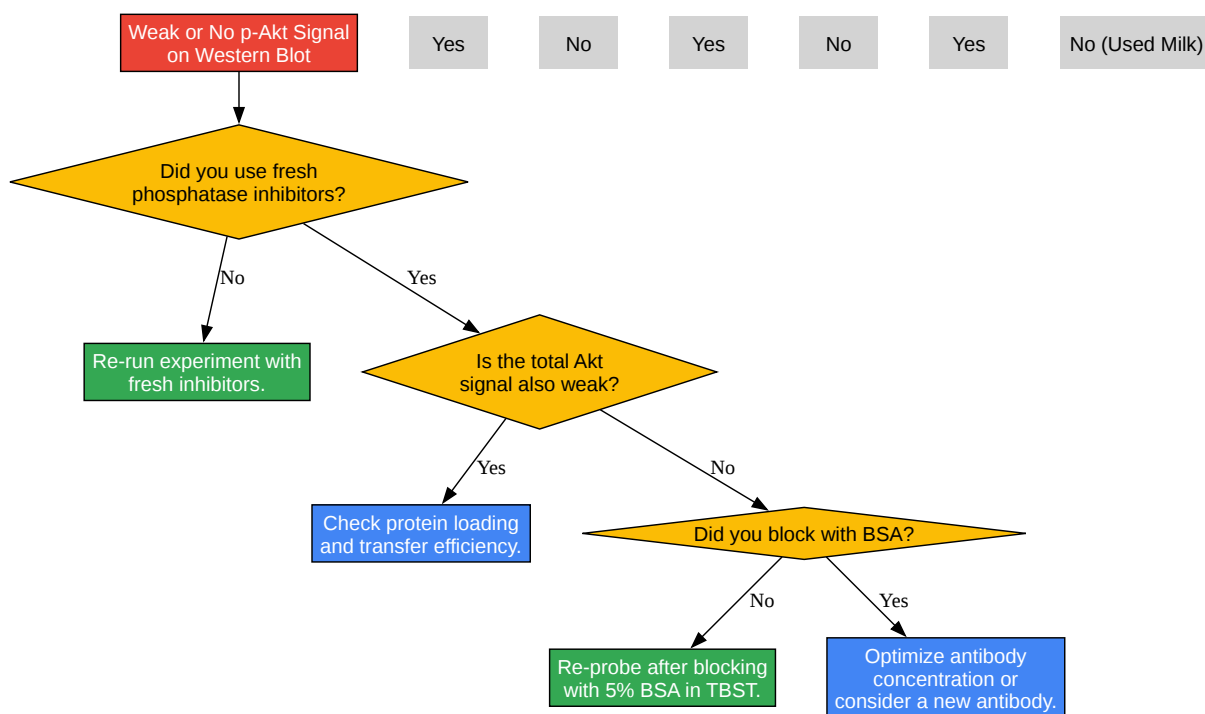 Weak or No p-Akt Signal
on Western Blot
Yes
No
Yes
No
Yes
No (Used Milk)
Did you use fresh
phosphatase inhibitors?
No
Yes
Re-run experiment with
fresh inhibitors.
Is the total Akt
signal also weak?
Yes
No
Check protein loading
and transfer efficiency.
Did you block with BSA?
No
Yes
Re-probe after blocking
with 5% BSA in TBST.
Optimize antibody
concentration or
consider a new antibody.